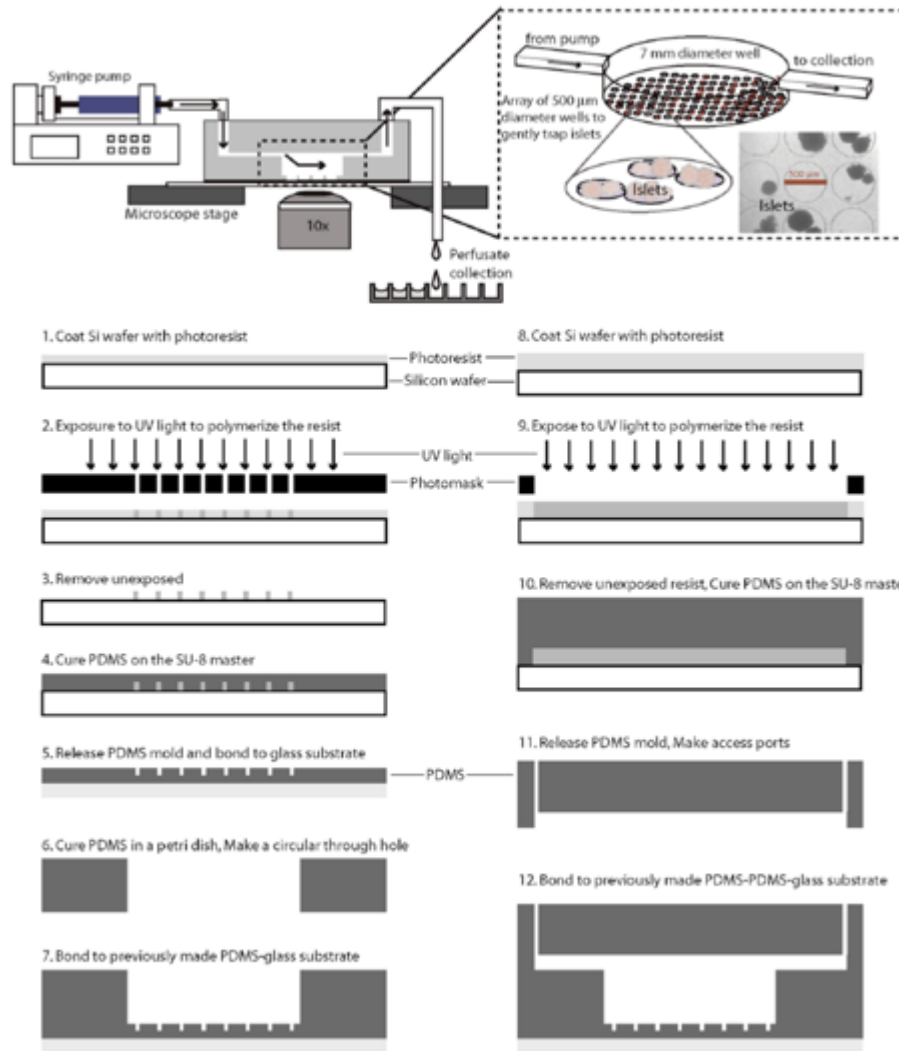 Syringe pump
from pump
7 mm diameter well
to collection
Array of 500 µm
diameter wells to
gently trap islets
Islets
500 µm
Islets
Microscope stage
10x
Perfusate
collection
1. Coat Si wafer with photoresist
8. Coat Si wafer with photoresist
Photoresist
Silicon wafer
2. Exposure to UV light to polymerize the resist
9. Expose to UV light to polymerize the resist
UV light
Photomask
3. Remove unexposed
10. Remove unexposed resist, Cure PDMS on the SU-8 maste
4. Cure PDMS on the SU-8 master
5. Release PDMS mold and bond to glass substrate
11. Release PDMS mold, Make access ports
PDMS
6. Cure PDMS in a petri dish, Make a circular through hole
12. Bond to previously made PDMS-PDMS-glass substrate
7. Bond to previously made PDMS-glass substrate